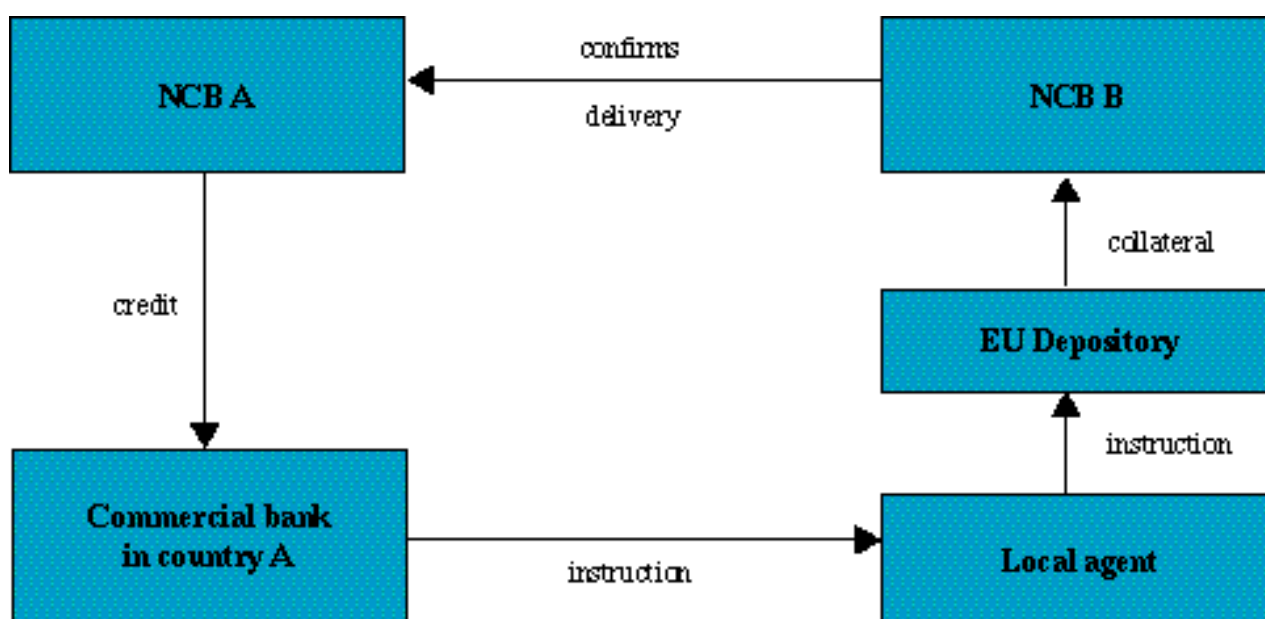 confirms
NCB A
NCB B
delivery
collateral
credit
EU Depository
instruction
Commercial bank
in country A
Local agent
instruction